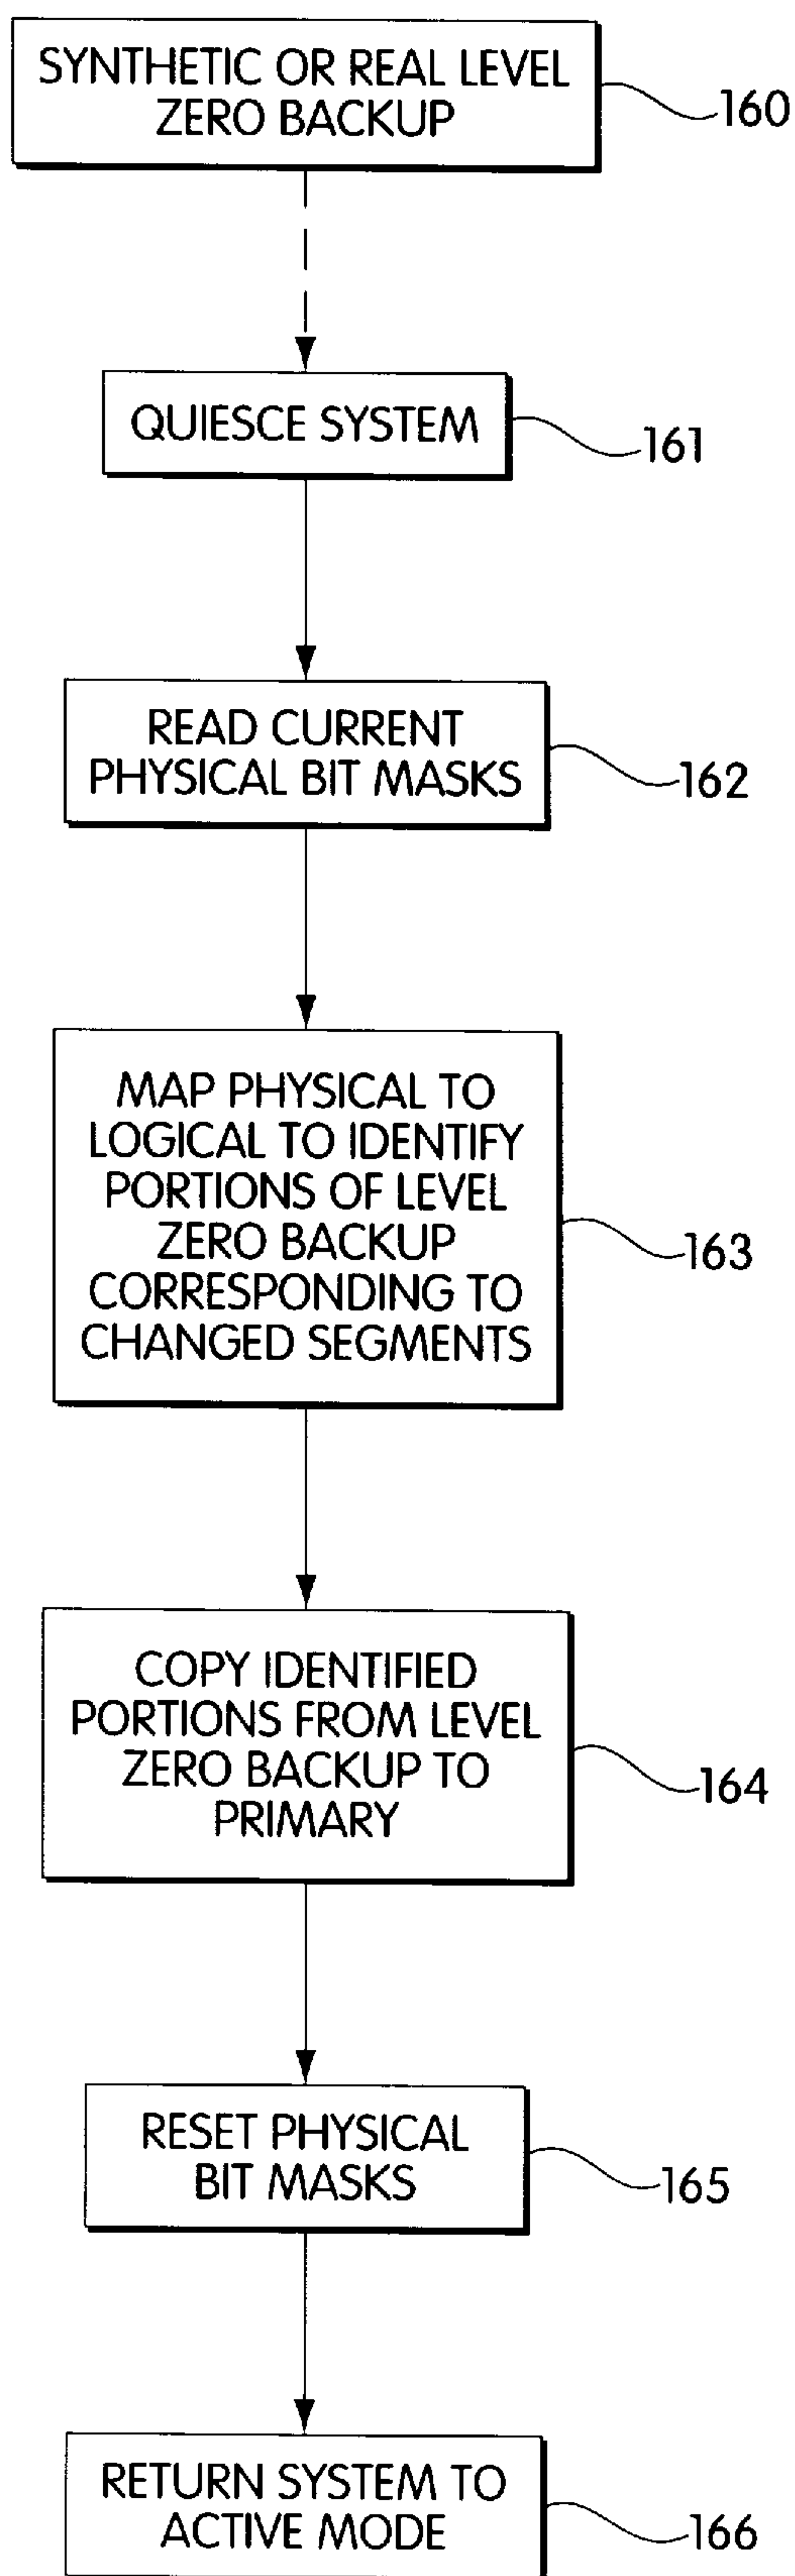 SYNTHETIC OR REAL LEVEL
ZERO BACKUP
160
QUIESCE SYSTEM
161
READ CURRENT
PHYSICAL BIT MASKS
162
MAP PHYSICAL TO
LOGICAL TO IDENTIFY
PORTIONS OF LEVEL
ZERO BACKUP
CORRESPONDING TO
CHANGED SEGMENTS
163
COPY IDENTIFIED
PORTIONS FROM LEVEL
ZERO BACKUP TO
PRIMARY
164
RESET PHYSICAL
BIT MASKS
165
RETURN SYSTEM TO
ACTIVE MODE
166